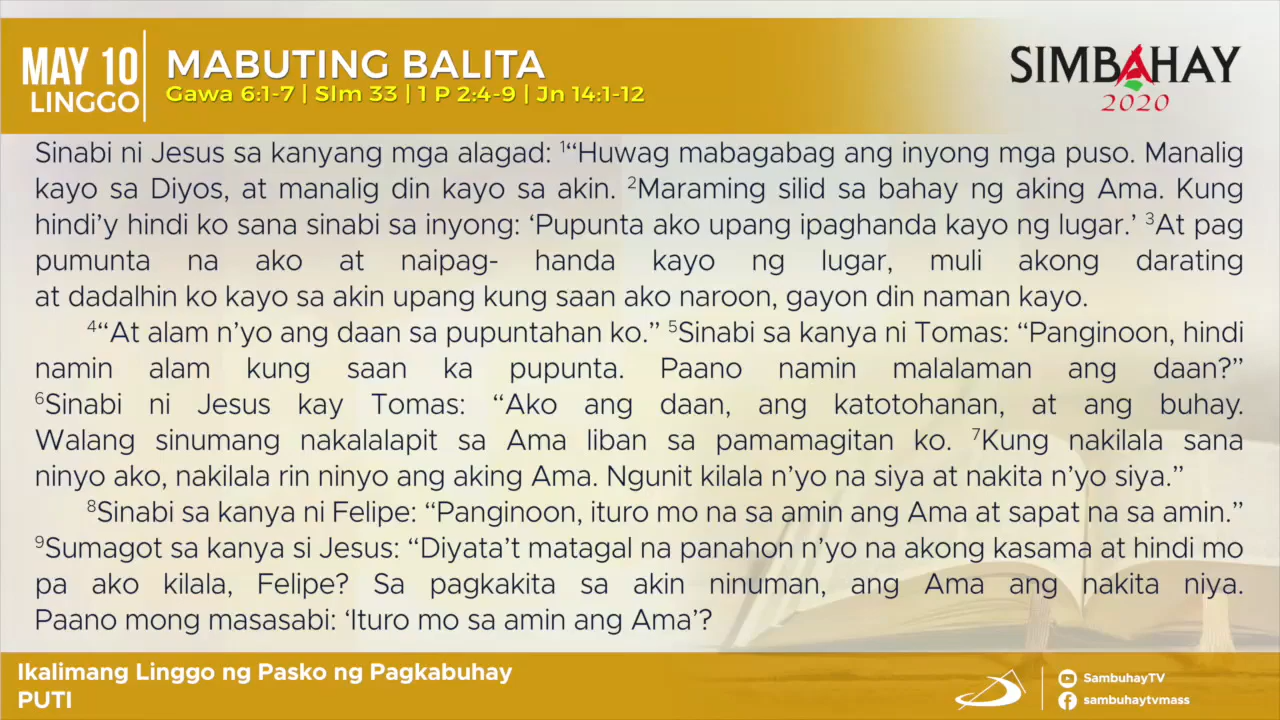 MAY 10
LINGGO
MABUTING BALITA
Gawa 6:1-7 | Slm 33 | 1 P 2:4-9 | Jn 14:1-12
SIMBAHAY
2020
Sinabi ni Jesus sa kanyang mga alagad: ¹“Huwag mabagabag ang inyong mga puso. Manalig
kayo sa Diyos, at manalig din kayo sa akin. ²Maraming silid sa bahay ng aking Ama. Kung
hindi’y hindi ko sana sinabi sa inyong: ‘Pupunta ako upang ipaghanda kayo ng lugar.’ ³At pag
pumunta na ako at naipag- handa kayo ng lugar, muli akong darating
at dadalhin ko kayo sa akin upang kung saan ako naroon, gayon din naman kayo.
⁴“At alam n’yo ang daan sa pupuntahan ko.” ⁵Sinabi sa kanya ni Tomas: “Panginoon, hindi
namin alam kung saan ka pupunta. Paano namin malalaman ang daan?”
⁶Sinabi ni Jesus kay Tomas: “Ako ang daan, ang katotohanan, at ang buhay.
Walang sinumang nakalalapit sa Ama liban sa pamamagitan ko. ⁷Kung nakilala sana
ninyo ako, nakilala rin ninyo ang aking Ama. Ngunit kilala n’yo na siya at nakita n’yo siya.”
⁸Sinabi sa kanya ni Felipe: “Panginoon, ituro mo na sa amin ang Ama at sapat na sa amin.”
⁹Sumagot sa kanya si Jesus: “Diyata’t matagal na panahon n’yo na akong kasama at hindi mo
pa ako kilala, Felipe? Sa pagkakita sa akin ninuman, ang Ama ang nakita niya.
Paano mong masasabi: ‘Ituro mo sa amin ang Ama’?
Ikalimang Linggo ng Pasko ng Pagkabuhay
PUTI
SambuhayTV
sambuhaytvmass